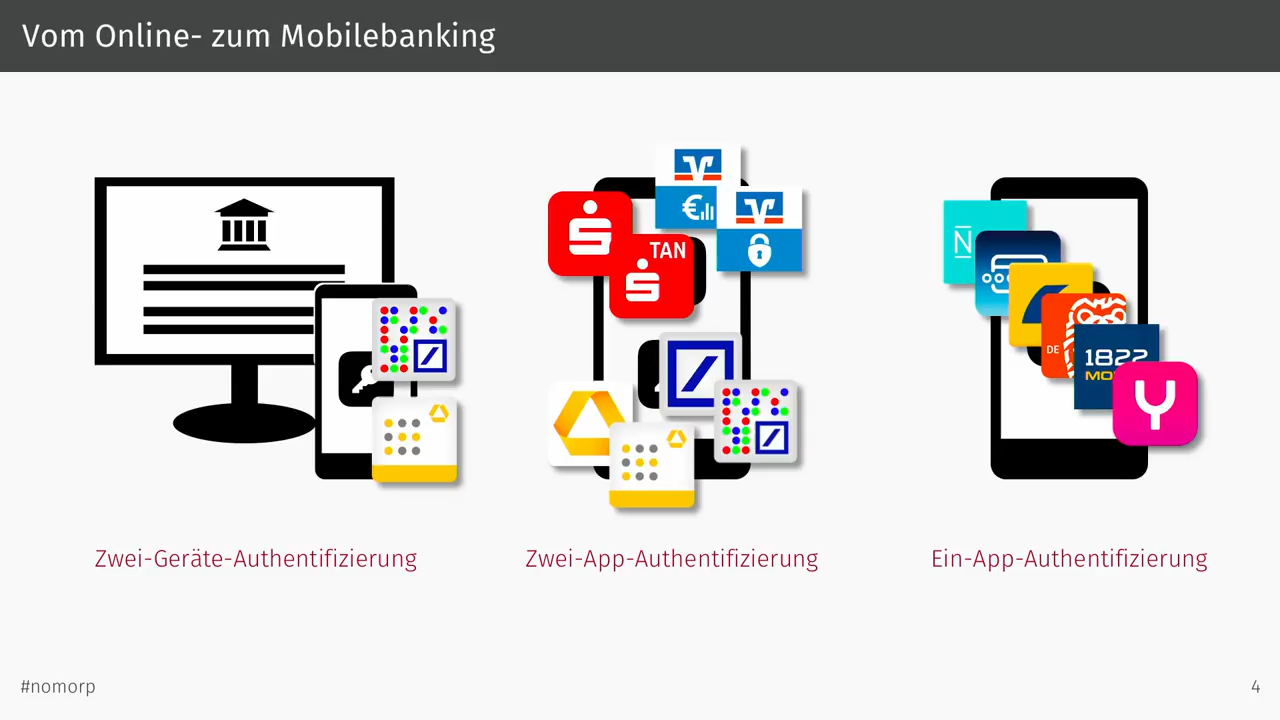 Vom Online- zum Mobilebanking
TAN
N
DE
1822
Zwei-Geräte-Authentifizierung
Zwei-App-Authentifizierung
Ein-App-Authentifizierung
#nomorp
4